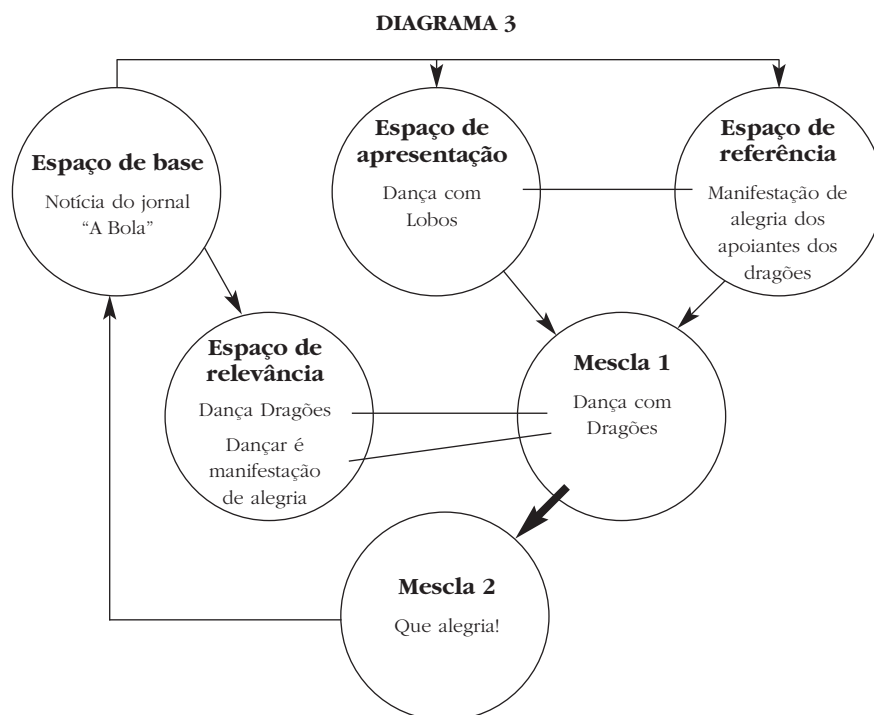 DIAGRAMA 3
Espaço de base
Notícia do jornal
“A Bola”
Espaço de
apresentação
Dança com
Lobos
Espaço de
referência
Manifestação de
alegria dos
apoiantes dos
dragões
Espaço de
relevância
Dança Dragões
Dançar é
manifestação
de alegria
Mescla 1
Dança com
Dragões
Mescla 2
Que alegria!